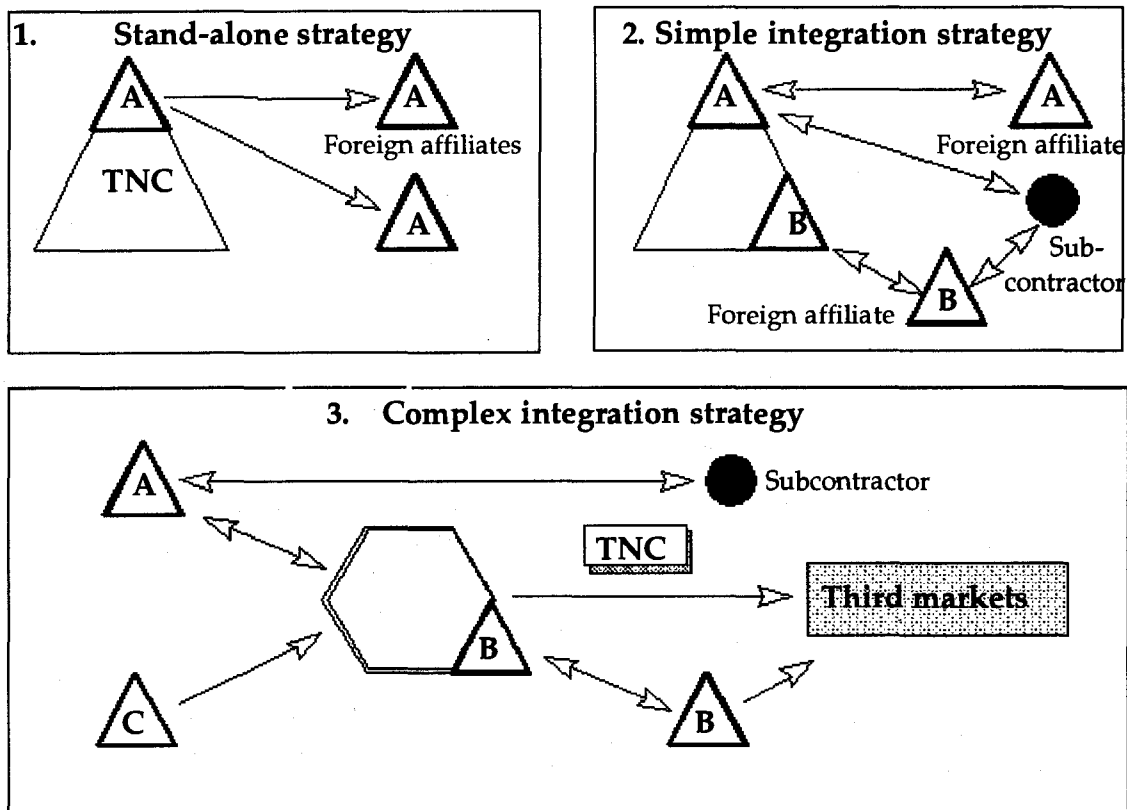 1. Stand-alone strategy
A
A
Foreign affiliates
TNC
A
2. Simple integration strategy
A
A
Foreign affiliate
B
Sub-
contractor
B
Foreign affiliate
3. Complex integration strategy
A
Subcontractor
TNC
Third markets
B
C
B